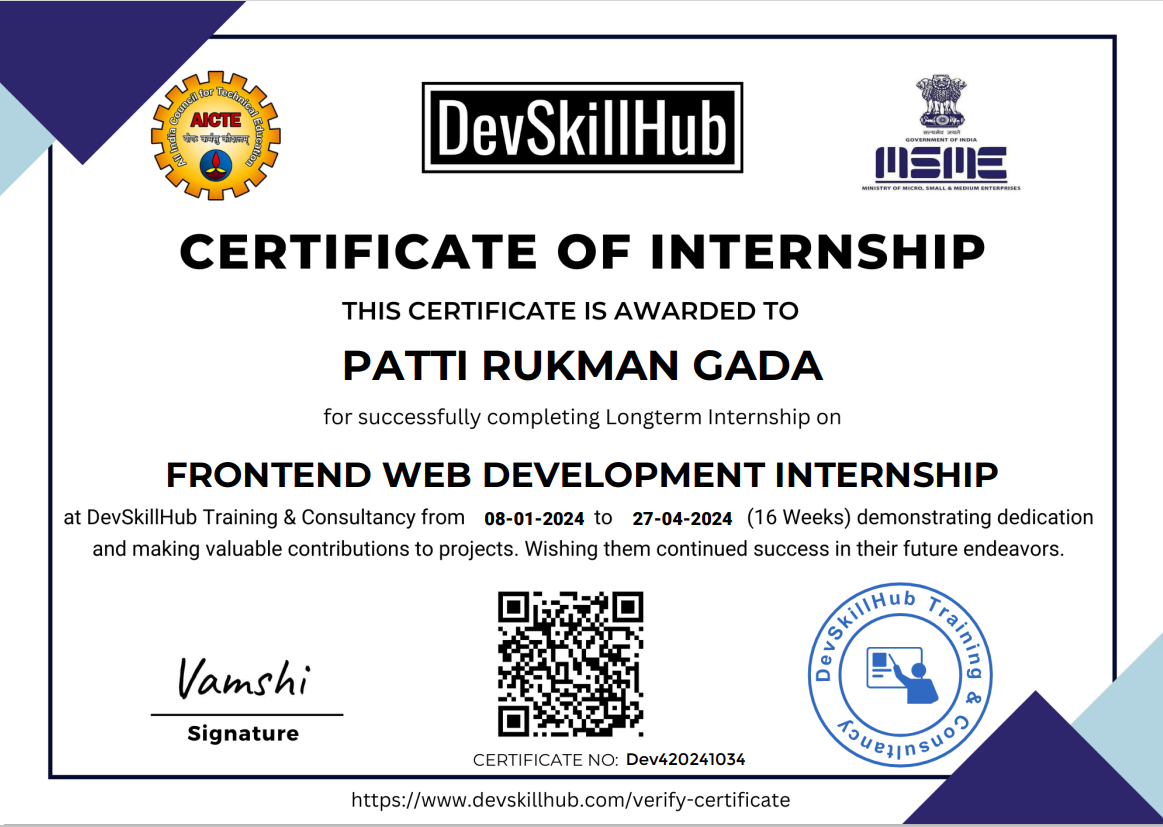 All India Council for Technical Education
AICTE
योगः कर्मसु कौशलम्
DevSkillHub
सत्यमेव जयते
GOVERNMENT OF INDIA
MSME
MINISTRY OF MICRO, SMALL & MEDIUM ENTERPRISES
CERTIFICATE OF INTERNSHIP
THIS CERTIFICATE IS AWARDED TO
PATTI RUKMAN GADA
for successfully completing Longterm Internship on
FRONTEND WEB DEVELOPMENT INTERNSHIP
at DevSkillHub Training & Consultancy from 08-01-2024 to 27-04-2024 (16 Weeks) demonstrating dedication
and making valuable contributions to projects. Wishing them continued success in their future endeavors.
Vamshi
Signature
DevSkillHub Training & Consultancy
CERTIFICATE NO: Dev420241034
https://www.devskillhub.com/verify-certificate